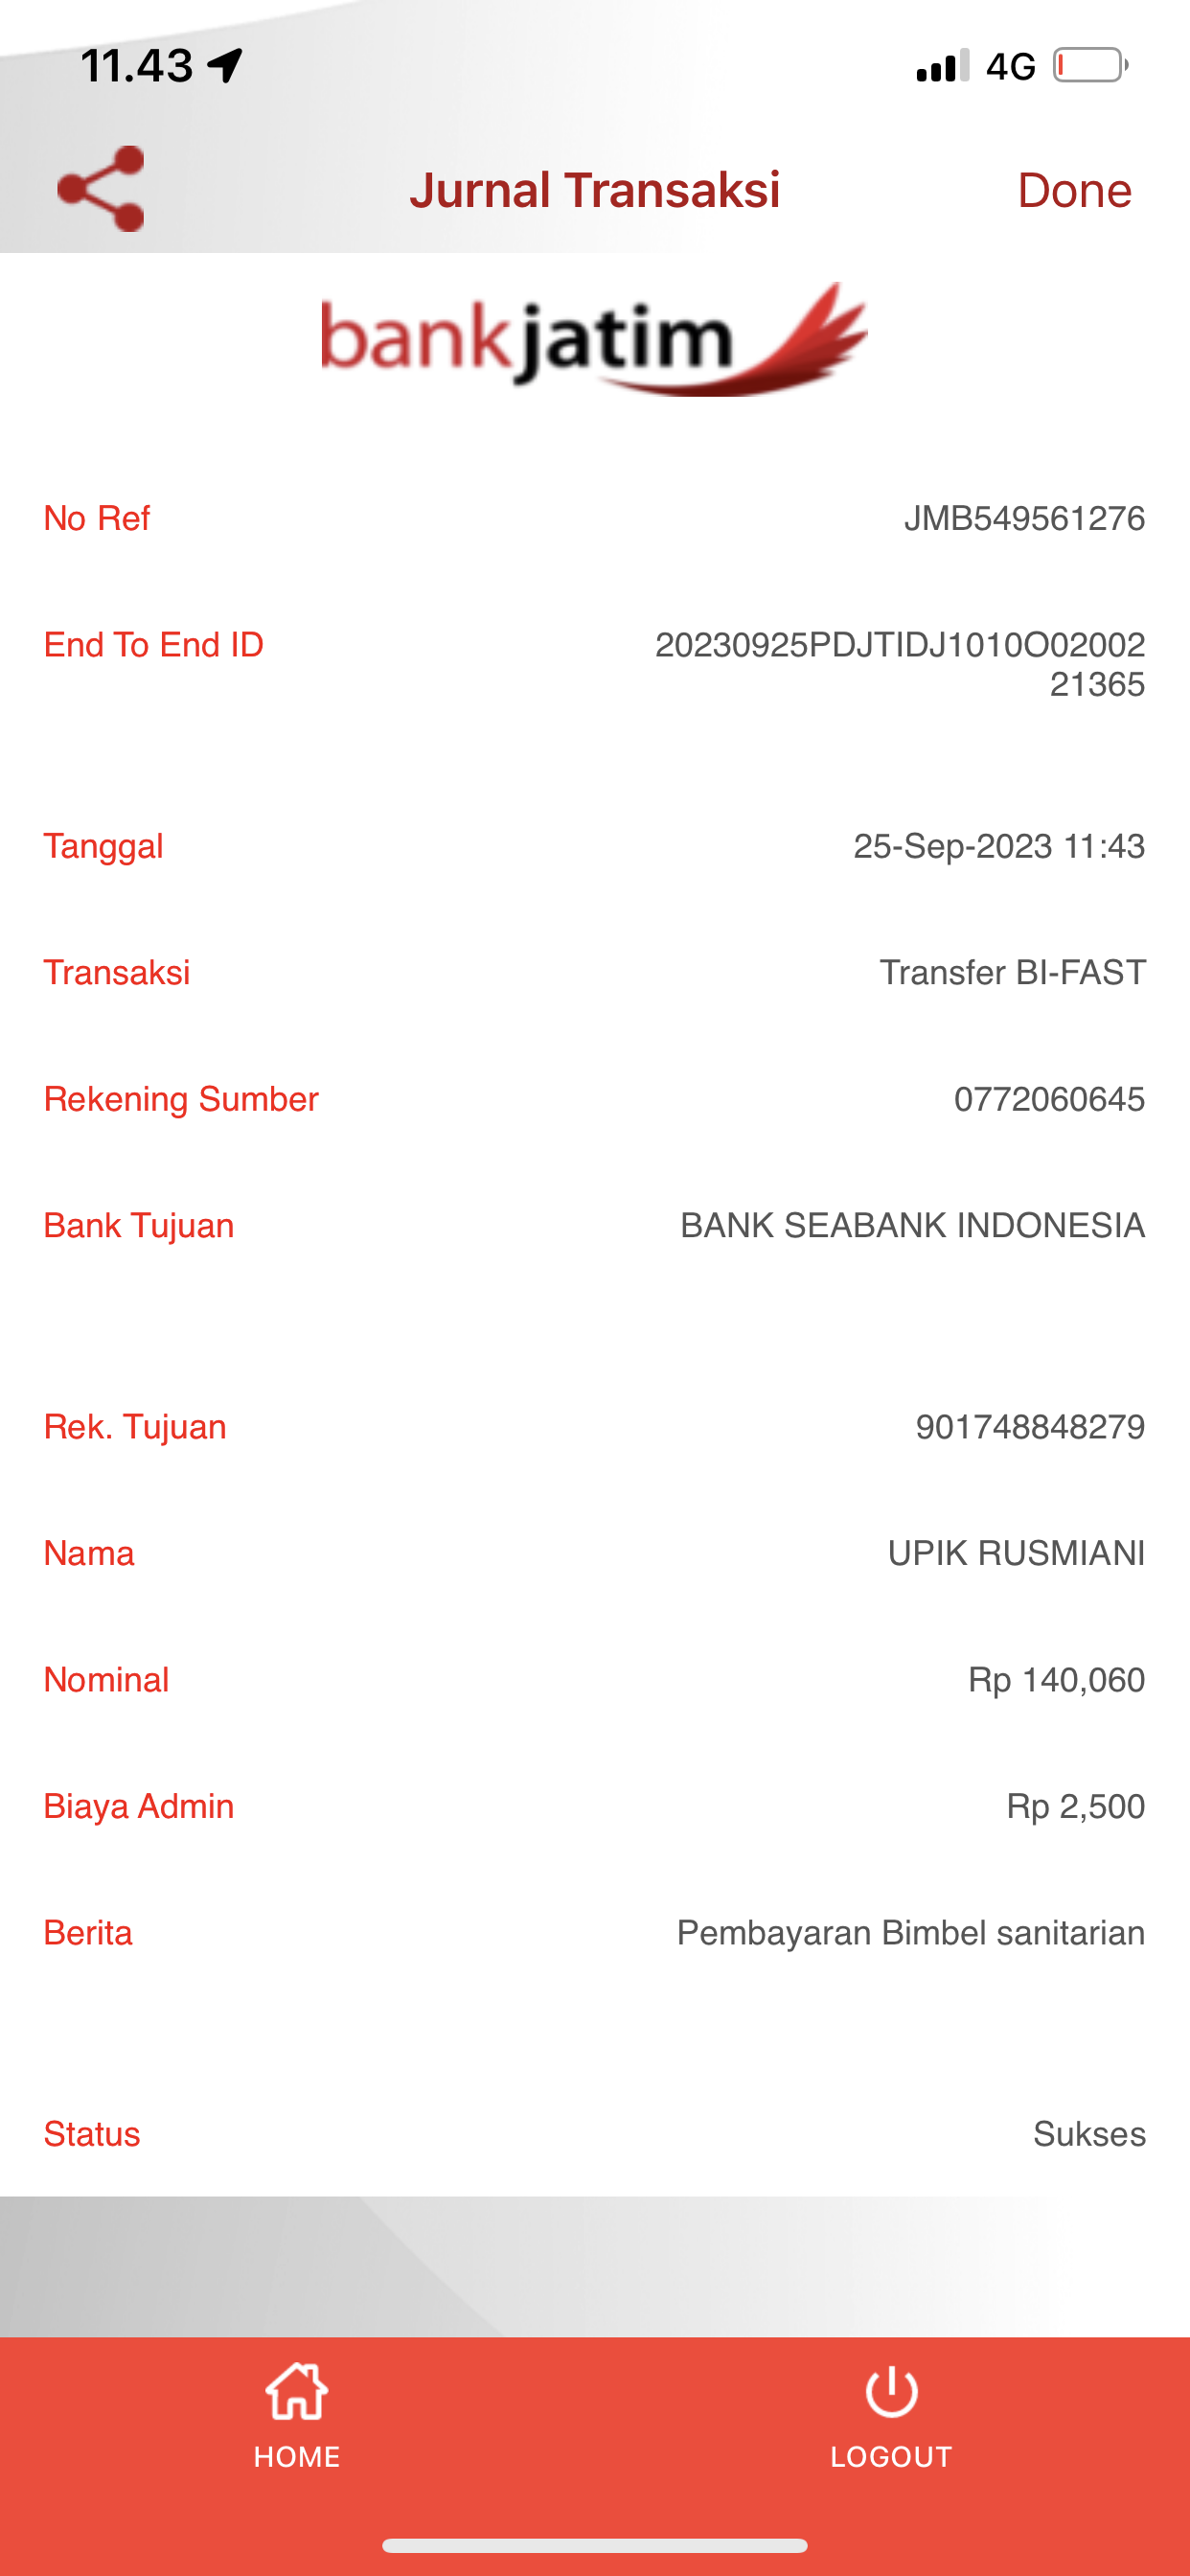 11.43
4G
Jurnal Transaksi
Done
bankjatim
No Ref
JMB549561276
End To End ID
20230925PDJTIDJ1010O02002
21365
Tanggal
25-Sep-2023 11:43
Transaksi
Transfer BI-FAST
Rekening Sumber
0772060645
Bank Tujuan
BANK SEABANK INDONESIA
Rek. Tujuan
901748848279
Nama
UPIK RUSMIANI
Nominal
Rp 140,060
Biaya Admin
Rp 2,500
Berita
Pembayaran Bimbel sanitarian
Status
Sukses
HOME
LOGOUT